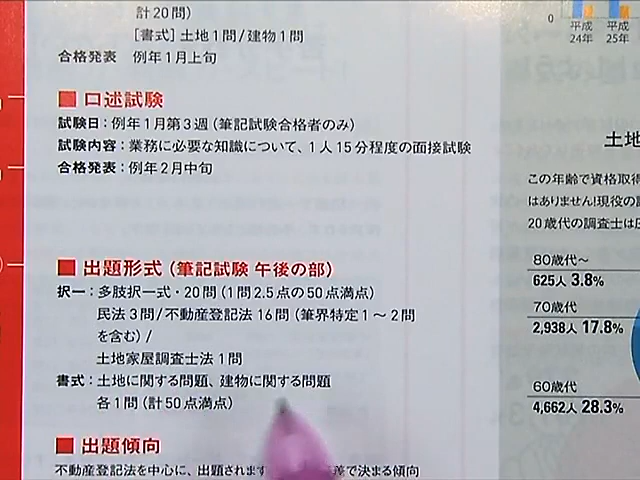 計20問）
［書式］土地1問/建物1問
合格発表 例年1月上旬
■ 口述試験
試験日：例年1月第3週（筆記試験合格者のみ）
試験内容：業務に必要な知識について、1人15分程度の面接試験
合格発表：例年2月中旬
■ 出題形式（筆記試験 午後の部）
択一：多肢択一式・20問（1問2.5点の50点満点）
民法3問/不動産登記法16問（筆界特定1～2問
を含む）/
土地家屋調査士法1問
書式：土地に関する問題、建物に関する問題
各1問（計50点満点）
■ 出題傾向
不動産登記法を中心に、出題されます
で決まる傾向
0
平成
24年
平成
25年
土地
この年齢で資格取得
はありません！現役の
20歳代の調査士は
80歳代～
625人 3.8%
70歳代
2,938人 17.8%
60歳代
4,662人 28.3%